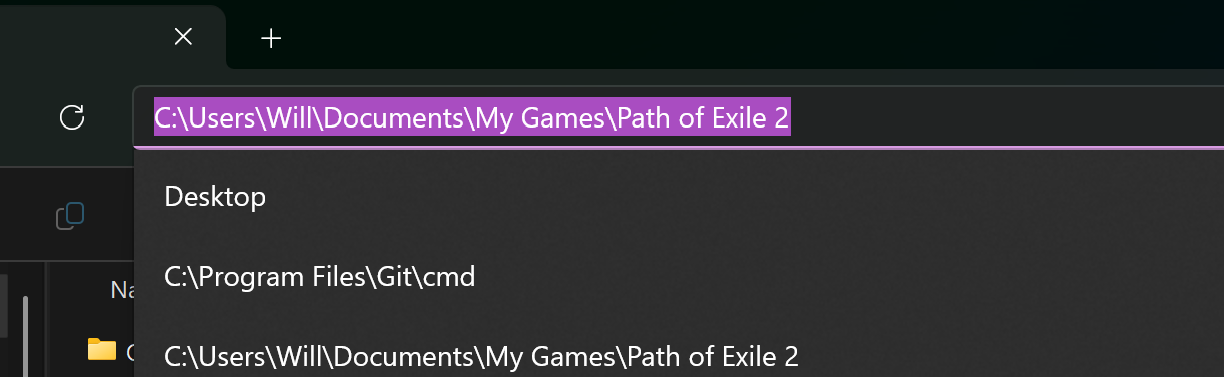 C:\Users\Will\Documents\My Games\Path of Exile 2
Desktop
C:\Program Files\Git\cmd
C:\Users\Will\Documents\My Games\Path of Exile 2